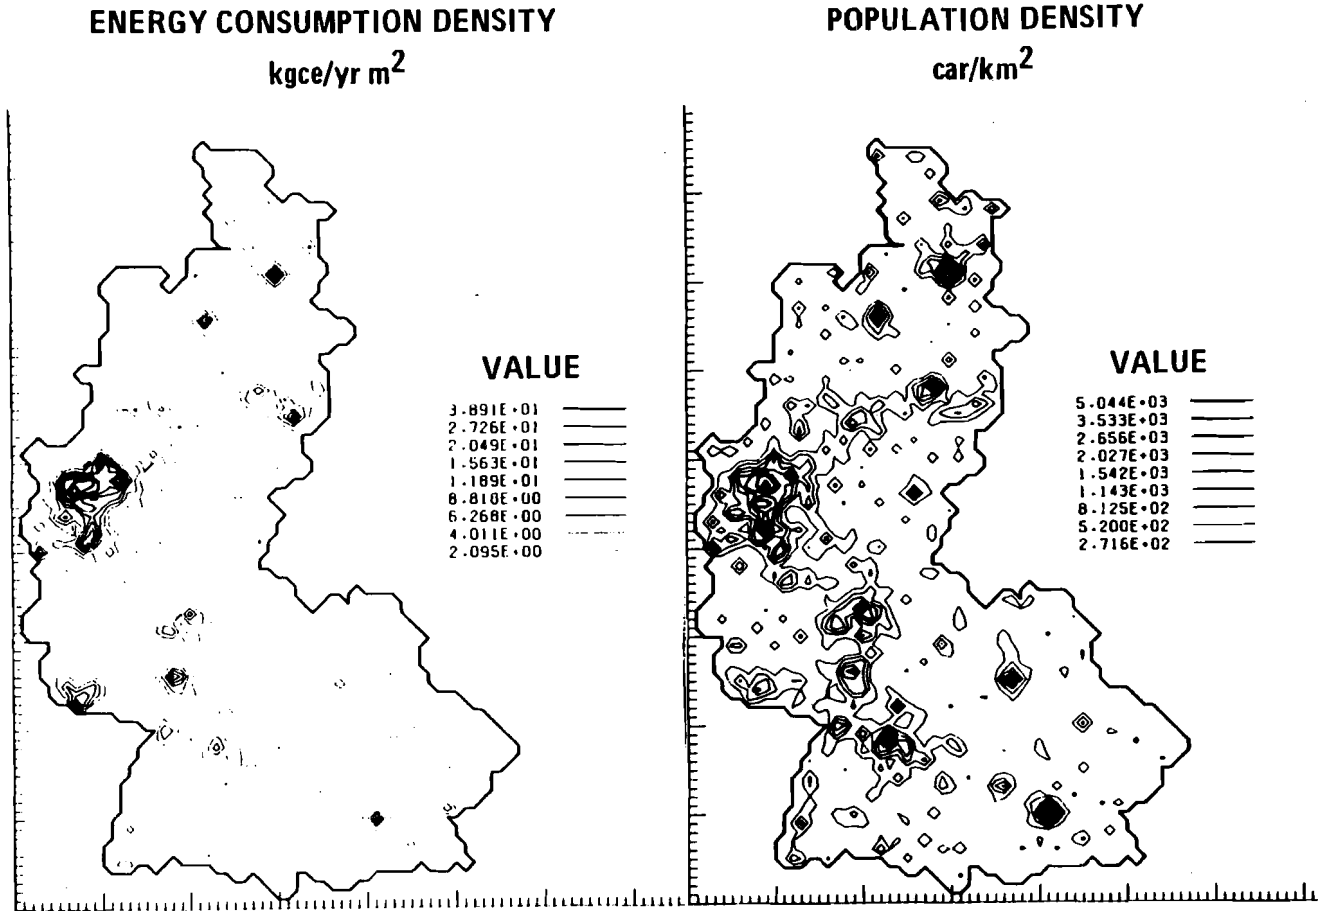 ENERGY CONSUMPTION DENSITY
kgce/yr m²
VALUE
3.891E+01
2.726E+01
2.049E+01
1.563E+01
1.189E+01
8.810E+00
6.268E+00
4.011E+00
2.095E+00
POPULATION DENSITY
car/km²
VALUE
5.044E+03
3.533E+03
2.656E+03
2.027E+03
1.542E+03
1.143E+03
8.125E+02
5.200E+02
2.716E+02